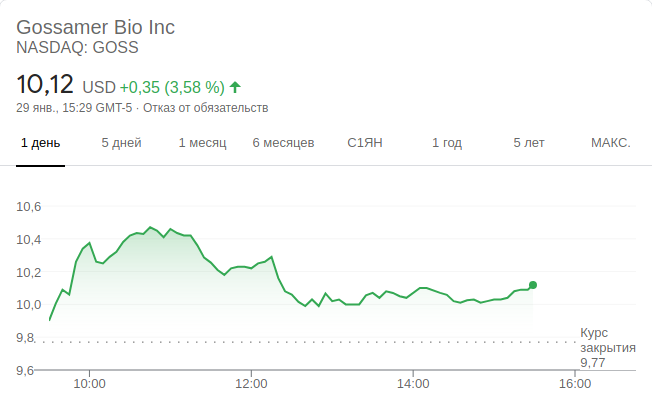 Gossamer Bio Inc
NASDAQ: GOSS
10,12 USD +0,35 (3,58 %)
29 янв., 15:29 GMT-5 · Отказ от обязательств
1 день 5 дней 1 месяц 6 месяцев С1ЯН 1 год 5 лет МАКС.
10,6
10,4
10,2
10,0
9,8
Курс
закрытия
9,77
9,6
10:00 12:00 14:00 16:00